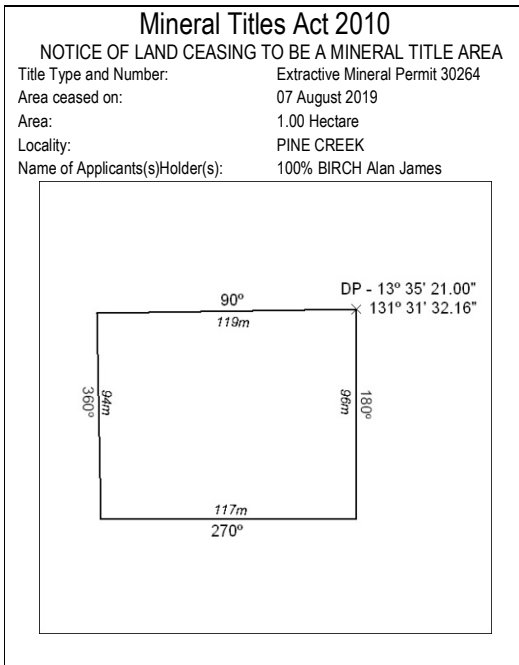 Mineral Titles Act 2010
NOTICE OF LAND CEASING TO BE A MINERAL TITLE AREA
Title Type and Number: Extractive Mineral Permit 30264
Area ceased on: 07 August 2019
Area: 1.00 Hectare
Locality: PINE CREEK
Name of Applicants(s)Holder(s): 100% BIRCH Alan James
DP - 13º 35' 21.00"
131º 31' 32.16"
90º
119m
360º
94m
96m
180º
117m
270º